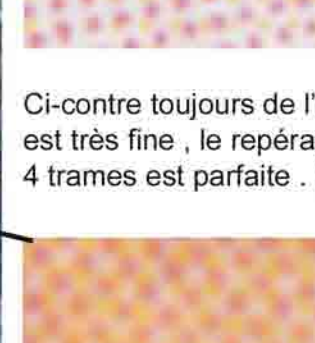 Ci-contre toujours de l'
est très fine , le repéra
4 trames est parfaite .